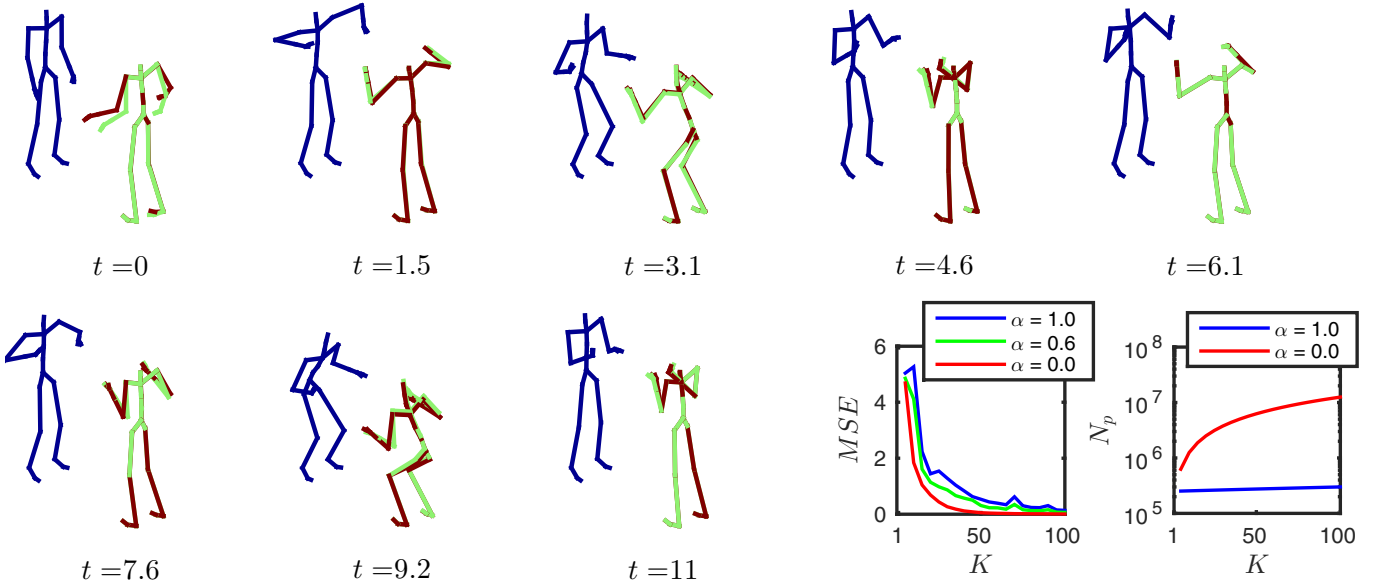 t =0
t =1.5
t =3.1
t =4.6
t =6.1
t =7.6
t =9.2
t =11
α = 1.0
α = 0.6
α = 0.0
MSE
6
4
2
0
1
50
100
K
α = 1.0
α = 0.0
N_p
10^8
10^7
10^6
10^5
1
50
100
K